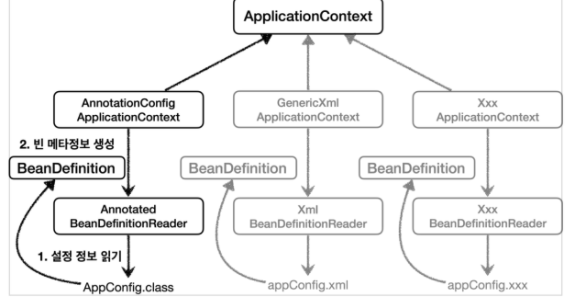 ApplicationContext
AnnotationConfig
ApplicationContext
GenericXml
ApplicationContext
Xxx
ApplicationContext
2. 빈 메타정보 생성
BeanDefinition
BeanDefinition
BeanDefinition
Annotated
BeanDefinitionReader
Xml
BeanDefinitionReader
Xxx
BeanDefinitionReader
1. 설정 정보 읽기
AppConfig.class
appConfig.xml
appConfig.xxx